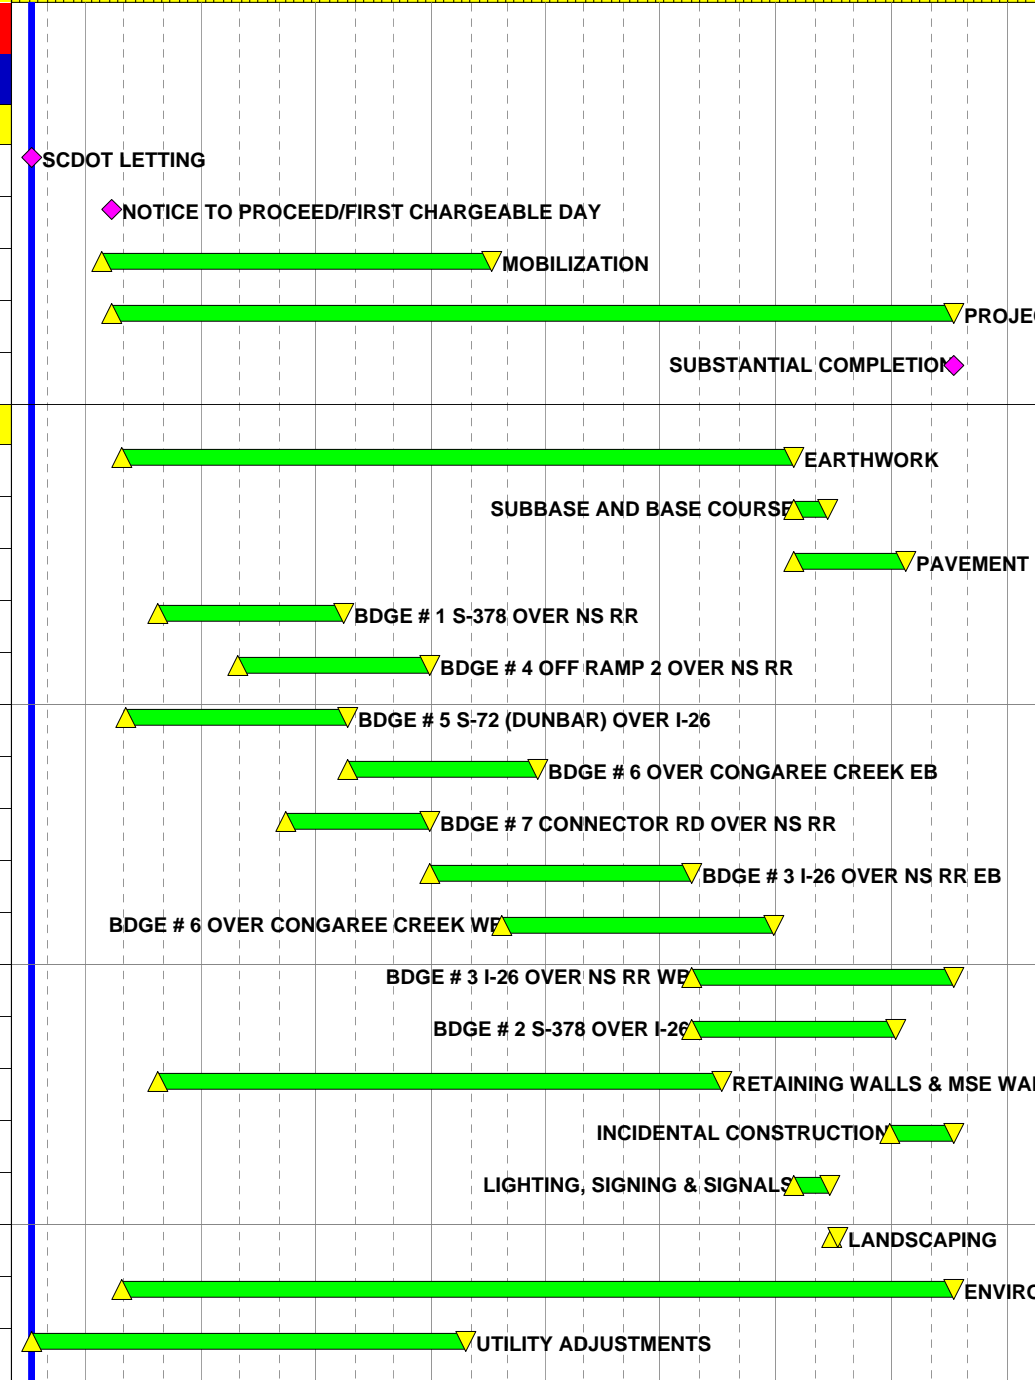 SCDOT LETTING
NOTICE TO PROCEED/FIRST CHARGEABLE DAY
MOBILIZATION
SUBSTANTIAL COMPLETION
EARTHWORK
SUBBASE AND BASE COURSE
PAVEMENT
BDGE # 1 S-378 OVER NS RR
BDGE # 4 OFF RAMP 2 OVER NS RR
BDGE # 5 S-72 (DUNBAR) OVER I-26
BDGE # 6 OVER CONGAREE CREEK EB
BDGE # 7 CONNECTOR RD OVER NS RR
BDGE # 3 I-26 OVER NS RR EB
BDGE # 6 OVER CONGAREE CREEK WB
BDGE # 3 I-26 OVER NS RR WB
BDGE # 2 S-378 OVER I-26
RETAINING WALLS & MSE
INCIDENTAL CONSTRUCTION
LIGHTING, SIGNING & SIGNALS
LANDSCAPING
UTILITY ADJUSTMENTS